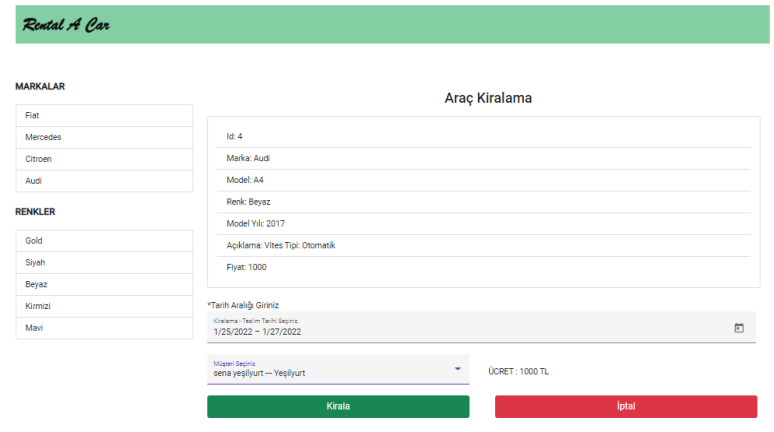 Rental A Car
MARKALAR
Fiat
Mercedes
Citroen
Audi
RENKLER
Gold
Siyah
Beyaz
Kirmizi
Mavi
Araç Kiralama
Id: 4
Marka: Audi
Model: A4
Renk: Beyaz
Model Yılı: 2017
Açıklama: Vites Tipi: Otomatik
Fiyat: 1000
*Tarih Aralığı Giriniz
Kiralama - Teslim Tarihi Seçiniz
1/25/2022 – 1/27/2022
Müşteri Seçiniz
sena yeşilyurt --- Yeşilyurt
ÜCRET : 1000 TL
Kirala
İptal